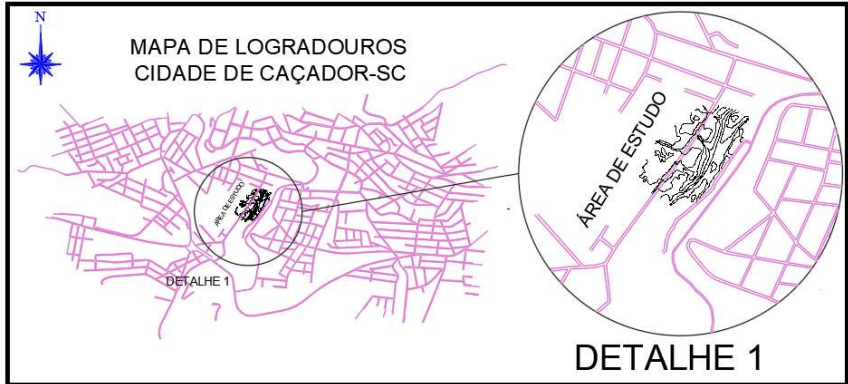 N
MAPA DE LOGRADOUROS
CIDADE DE CAÇADOR-SC
ÁREA DE ESTUDO
DETALHE 1
ÁREA DE ESTUDO
DETALHE 1